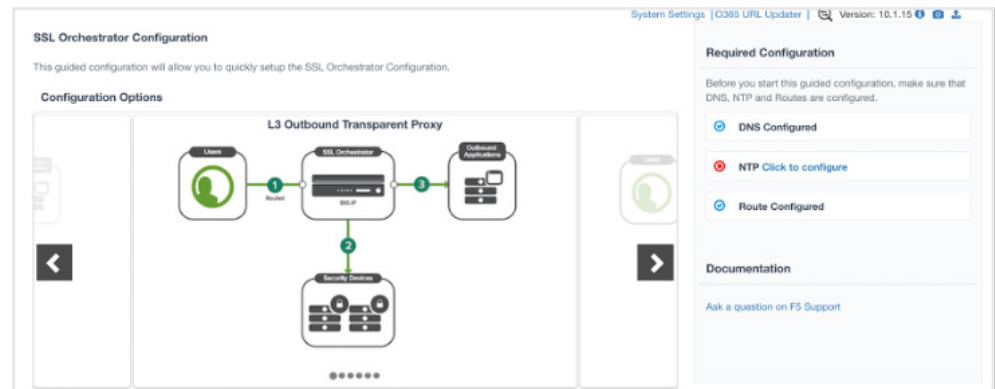 System Settings | O365 URL Updater | Version: 10.1.15
SSL Orchestrator Configuration
This guided configuration will allow you to quickly setup the SSL Orchestrator Configuration.
Configuration Options
L3 Outbound Transparent Proxy
Users
SSL Orchestrator
Outbound
Applications
1
3
Routed
BIG-IP
2
Security Devices
Users
Required Configuration
Before you start this guided configuration, make sure that
DNS, NTP and Routes are configured.
DNS Configured
NTP Click to configure
Route Configured
Documentation
Ask a question on F5 Support